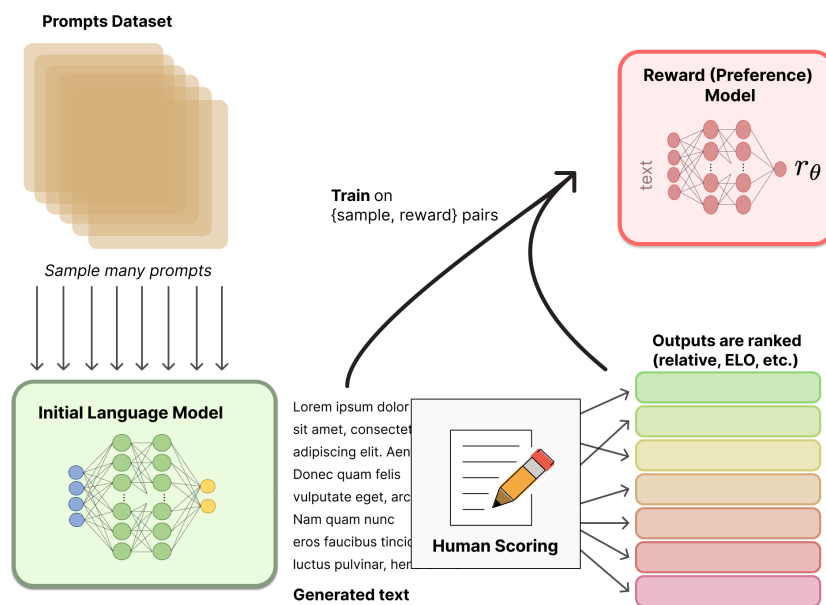 Prompts Dataset
Sample many prompts
Initial Language Model
Train on
{sample, reward} pairs
Reward (Preference)
Model
text
rθ
Lorem ipsum dolor
sit amet, consectet
adipiscing elit. Aen
Donec quam felis
vulputate eget, arc
Nam quam nunc
eros faucibus tincid
luctus pulvinar, her
Generated text
Human Scoring
Outputs are ranked
(relative, ELO, etc.)